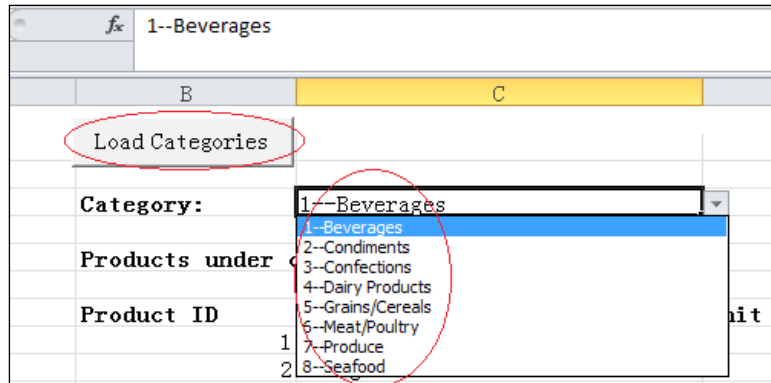 fx 1--Beverages
B C
Load Categories
Category: 1--Beverages
1--Beverages
2--Condiments
Products under
3--Confections
4--Dairy Products
5--Grains/Cereals
Product ID
6--Meat/Poultry
1 7--Produce
2 8--Seafood